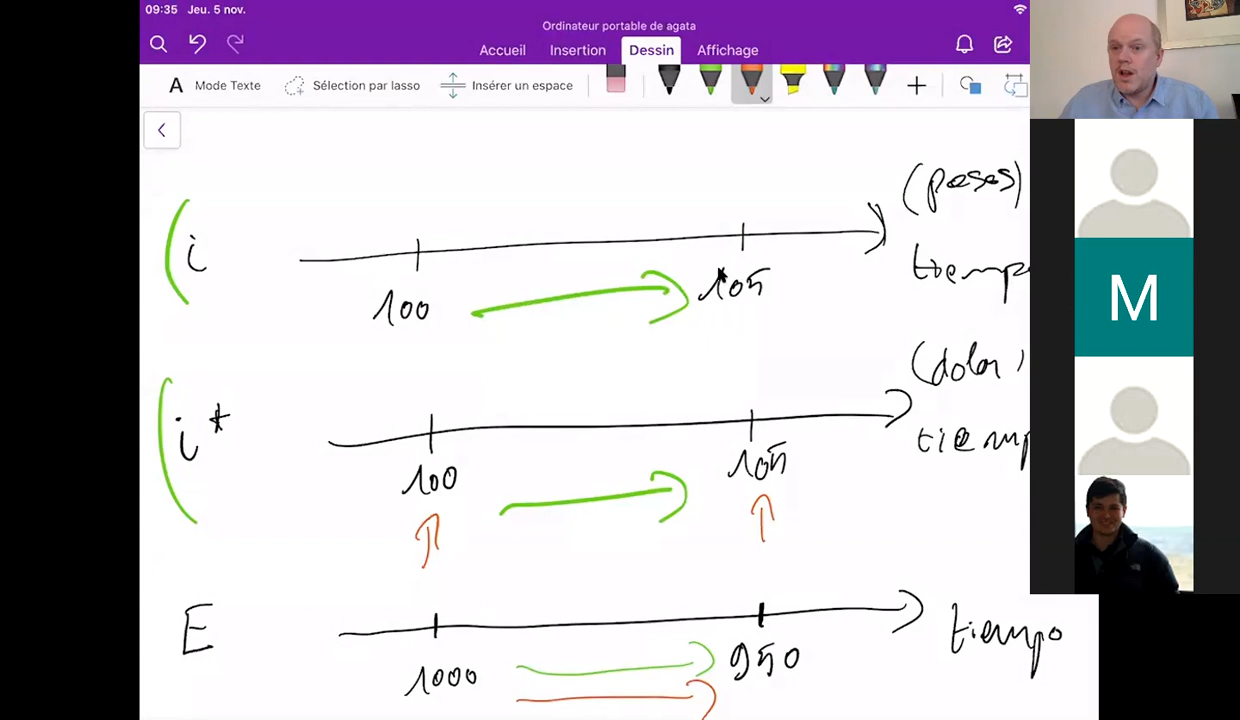 09:35 Jeu. 5 nov.
Ordinateur portable de agata
Accueil Insertion Dessin Affichage
A Mode Texte Sélection par lasso Insérer un espace
(pesos)
i
tiempo
100 105
(dolar)
i*
tiemp
100 105
E
tiempo
1000 950
M